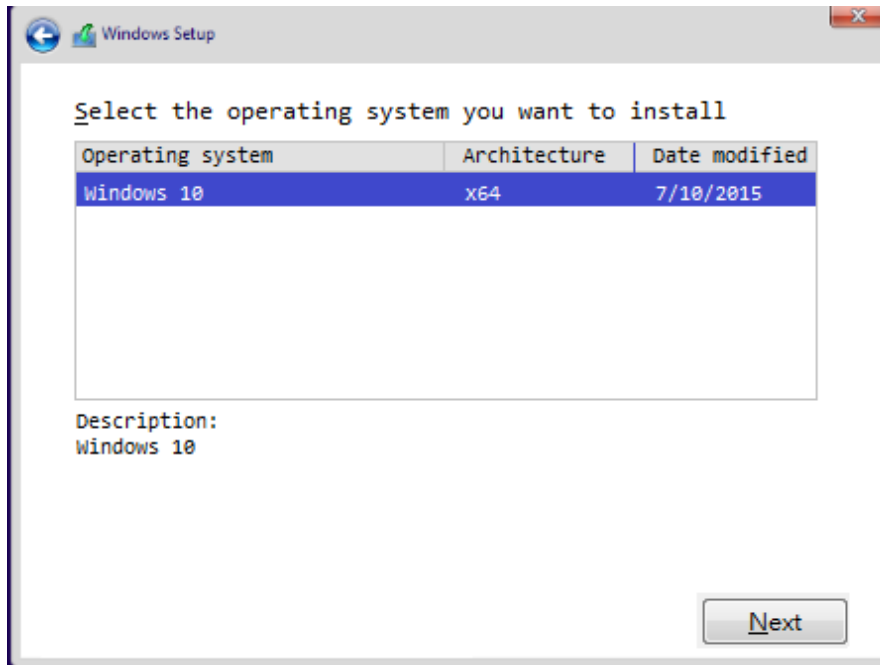 Windows Setup
Select the operating system you want to install
Operating system Architecture Date modified
Windows 10 x64 7/10/2015
Description:
Windows 10
Next